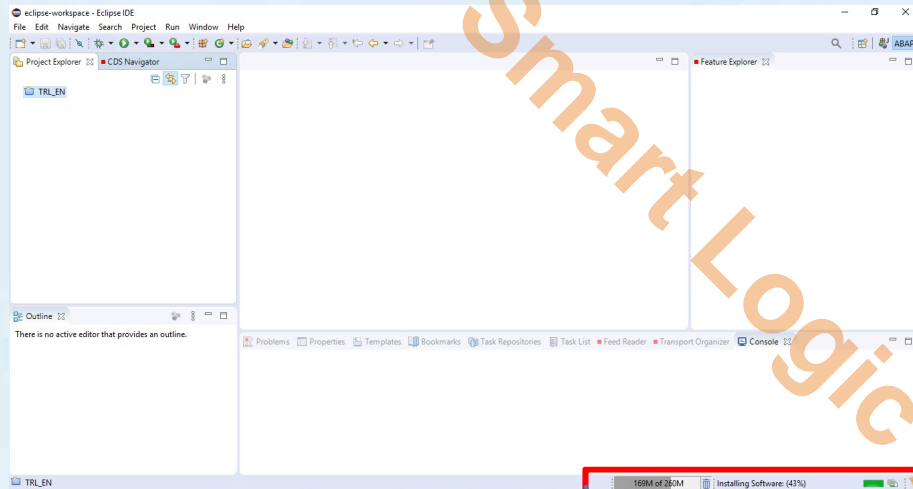 eclipse-workspace - Eclipse IDE
File Edit Navigate Search Project Run Window Help
ABAP
Project Explorer CDS Navigator
Feature Explorer
TRL_EN
Outline
There is no active editor that provides an outline.
Problems Properties Templates Bookmarks Task Repositories Task List Feed Reader Transport Organizer Console
TRL_EN
169M of 260M Installing Software: (43%)
Smart Logic